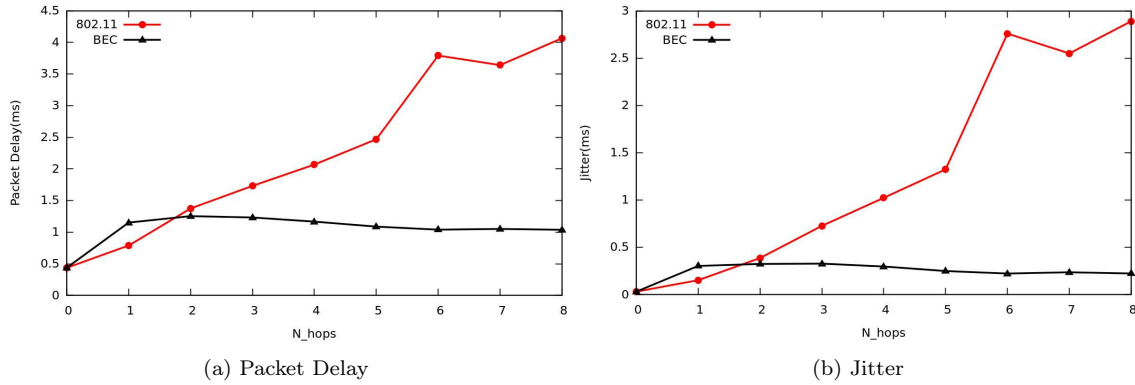 802.11
BEC
Packet Delay(ms)
4.5
4
3.5
3
2.5
2
1.5
1
0.5
0
0 1 2 3 4 5 6 7 8
N_hops
(a) Packet Delay
802.11
BEC
Jitter(ms)
3
2.5
2
1.5
1
0.5
0
0 1 2 3 4 5 6 7 8
N_hops
(b) Jitter